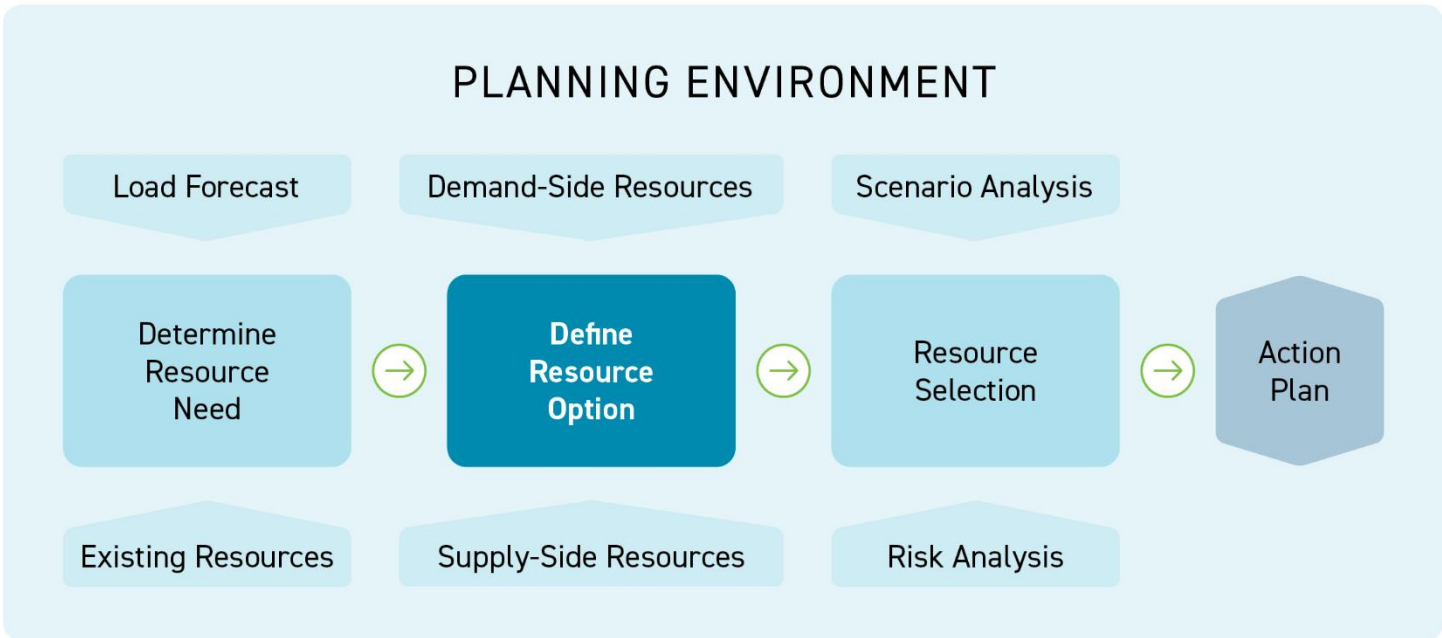 PLANNING ENVIRONMENT
Load Forecast
Demand-Side Resources
Scenario Analysis
Determine
Resource
Need
Define
Resource
Option
Resource
Selection
Action
Plan
Existing Resources
Supply-Side Resources
Risk Analysis